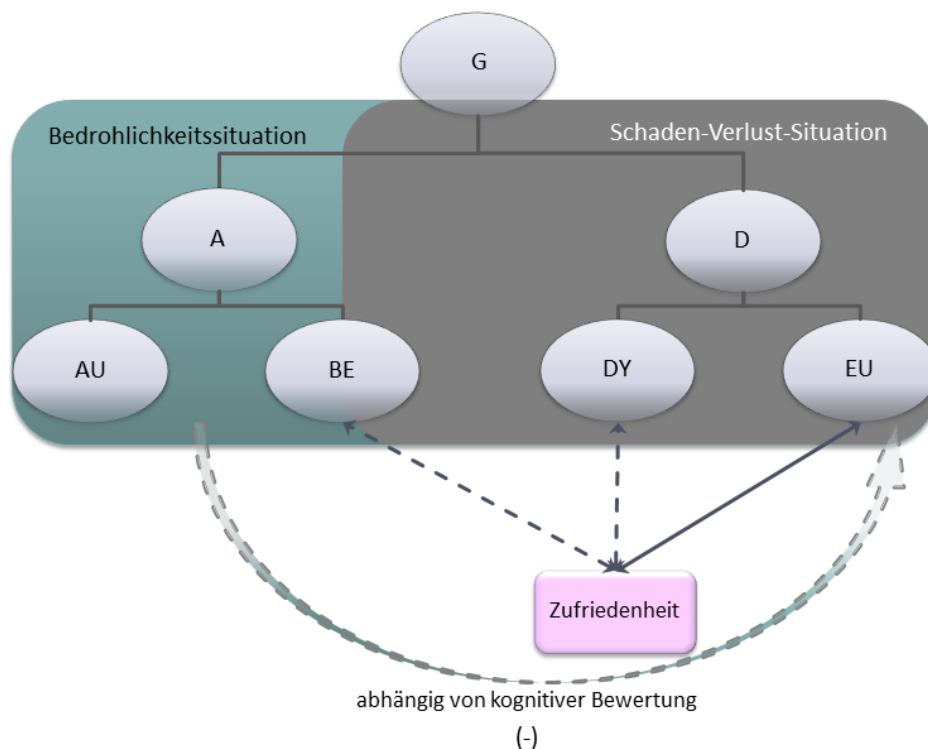 G
Bedrohlichkeitssituation
Schaden-Verlust-Situation
A
D
AU
BE
DY
EU
Zufriedenheit
abhängig von kognitiver Bewertung
(-)